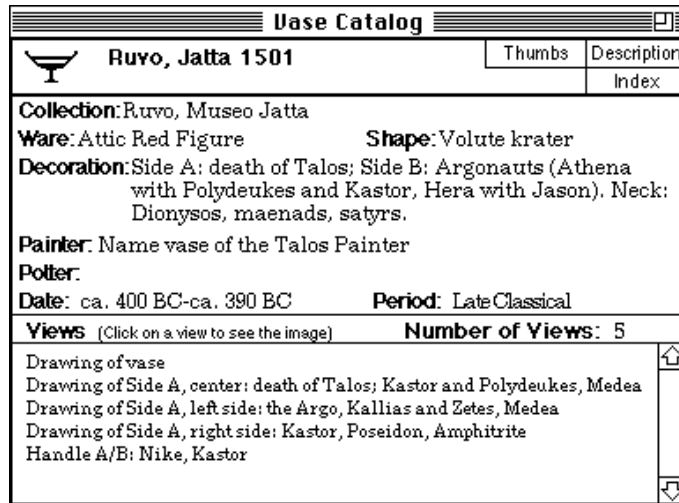 Vase Catalog
Ruvo, Jatta 1501
Thumbs
Description
Index
Collection: Ruvo, Museo Jatta
Ware: Attic Red Figure Shape: Volute krater
Decoration: Side A: death of Talos; Side B: Argonauts (Athena
with Polydeukes and Kastor, Hera with Jason). Neck:
Dionysos, maenads, satyrs.
Painter: Name vase of the Talos Painter
Potter:
Date: ca. 400 BC-ca. 390 BC Period: Late Classical
Views (Click on a view to see the image) Number of Views: 5
Drawing of vase
Drawing of Side A, center: death of Talos; Kastor and Polydeukes, Medea
Drawing of Side A, left side: the Argo, Kallias and Zetes, Medea
Drawing of Side A, right side: Kastor, Poseidon, Amphitrite
Handle A/B: Nike, Kastor